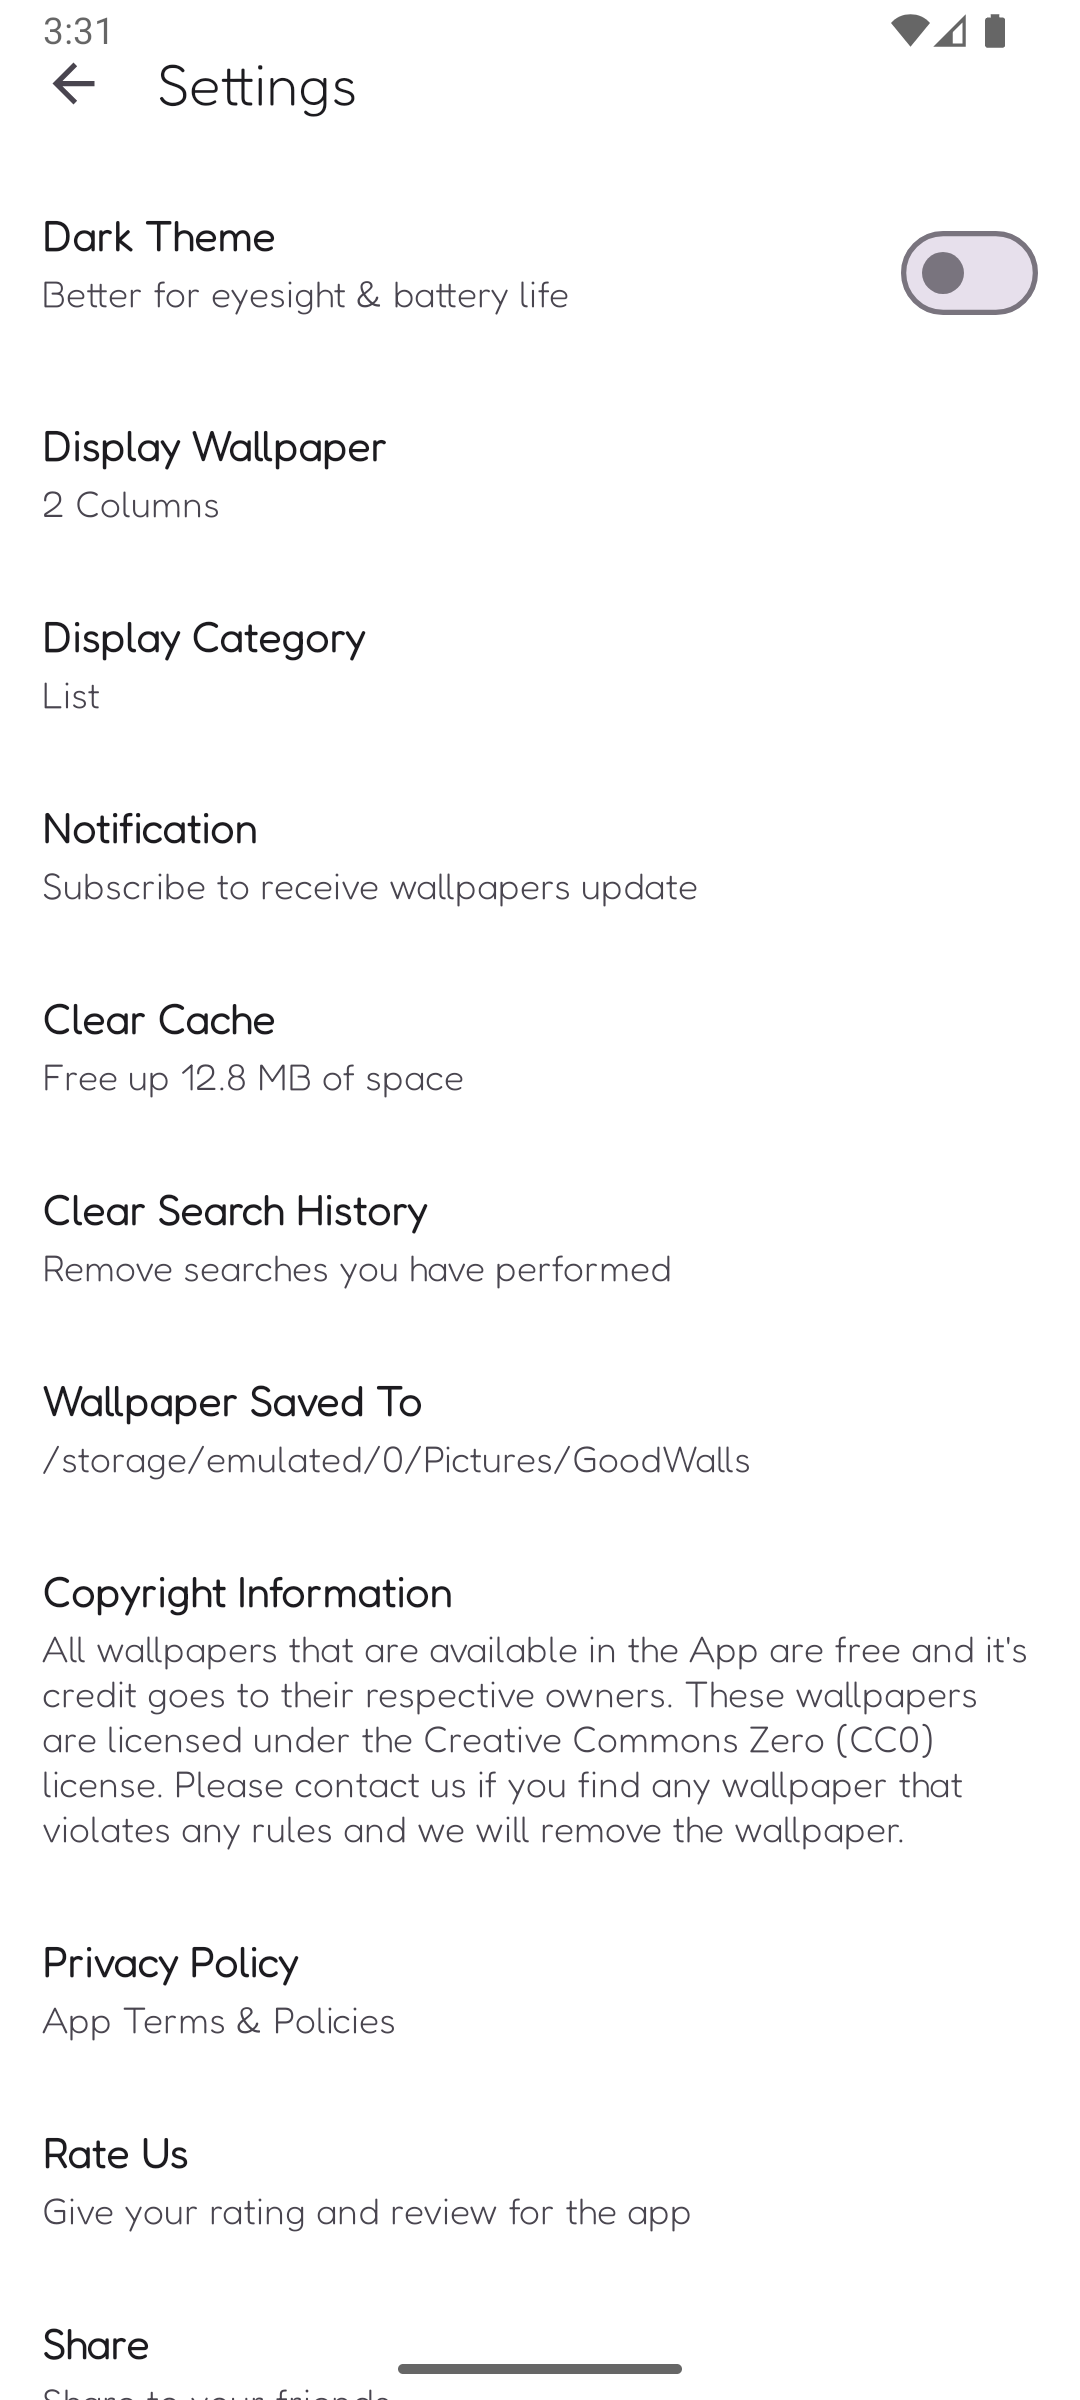 3:31
Settings
Dark Theme
Better for eyesight & battery life
Display Wallpaper
2 Columns
Display Category
List
Notification
Subscribe to receive wallpapers update
Clear Cache
Free up 12.8 MB of space
Clear Search History
Remove searches you have performed
Wallpaper Saved To
/storage/emulated/0/Pictures/GoodWalls
Copyright Information
All wallpapers that are available in the App are free and it's
credit goes to their respective owners. These wallpapers
are licensed under the Creative Commons Zero (CC0)
license. Please contact us if you find any wallpaper that
violates any rules and we will remove the wallpaper.
Privacy Policy
App Terms & Policies
Rate Us
Give your rating and review for the app
Share
Share to your friends